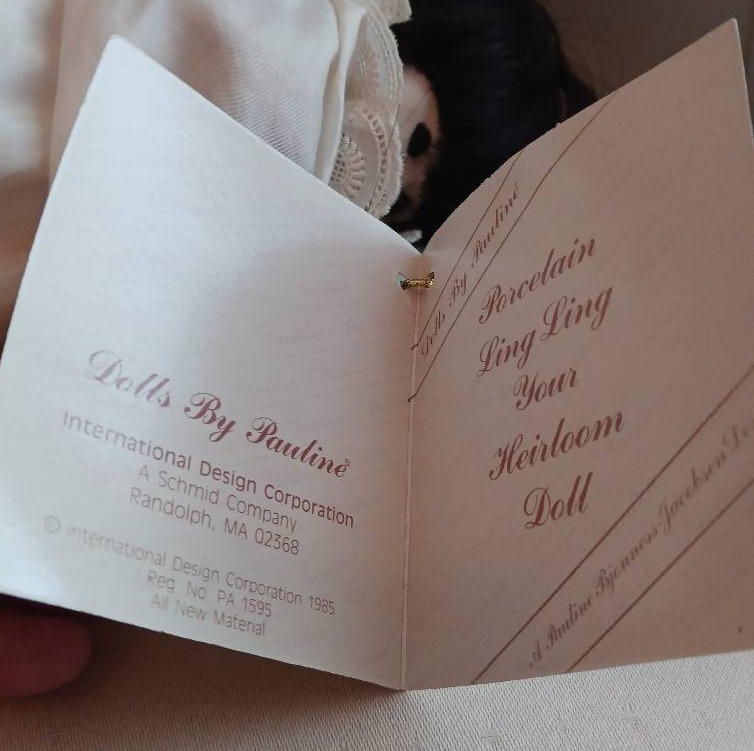 Dolls By Pauline®
International Design Corporation
A Schmid Company
Randolph, MA 02368
© International Design Corporation 1985
Reg. No PA 1595
All New Material
Dolls By Pauline
Porcelain
Ling Ling
Your
Heirloom
Doll
A Pauline Bjonness-Jacobsen